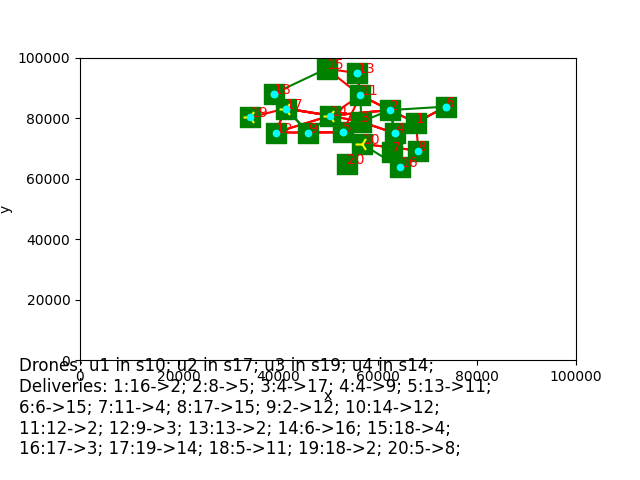 100000
80000
60000
40000
20000
0
y
0 20000 40000 60000 80000 100000
x
Drones: u1 in s10; u2 in s17; u3 in s19; u4 in s14;
Deliveries: 1:16->2; 2:8->5; 3:4->17; 4:4->9; 5:13->11;
6:6->15; 7:11->4; 8:17->15; 9:2->12; 10:14->12;
11:12->2; 12:9->3; 13:13->2; 14:6->16; 15:18->4;
16:17->3; 17:19->14; 18:5->11; 19:18->2; 20:5->8;